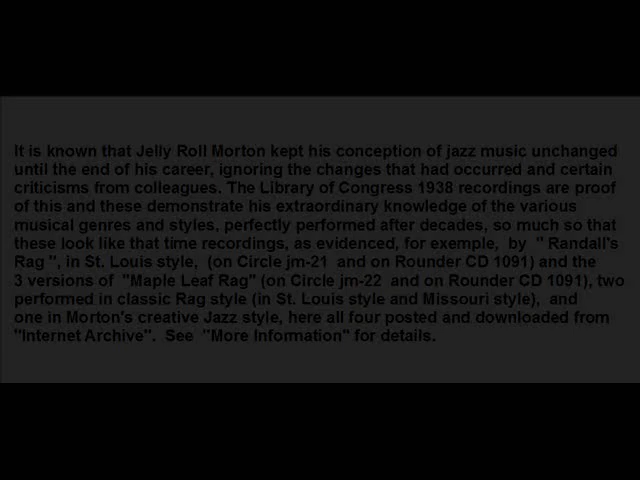 It is known that Jelly Roll Morton kept his conception of jazz music unchanged
until the end of his career, ignoring the changes that had occurred and certain
criticisms from colleagues. The Library of Congress 1938 recordings are proof
of this and these demonstrate his extraordinary knowledge of the various
musical genres and styles, perfectly performed after decades, so much so that
these look like that time recordings, as evidenced, for exemple,  by  " Randall's
Rag ", in St. Louis style,  (on Circle jm-21  and on Rounder CD 1091) and the
3 versions of  "Maple Leaf Rag" (on Circle jm-22  and on Rounder CD 1091), two
performed in classic Rag style (in St. Louis style and Missouri style),  and
one in Morton's creative Jazz style, here all four posted and downloaded from
"Internet Archive".  See  "More Information" for details.